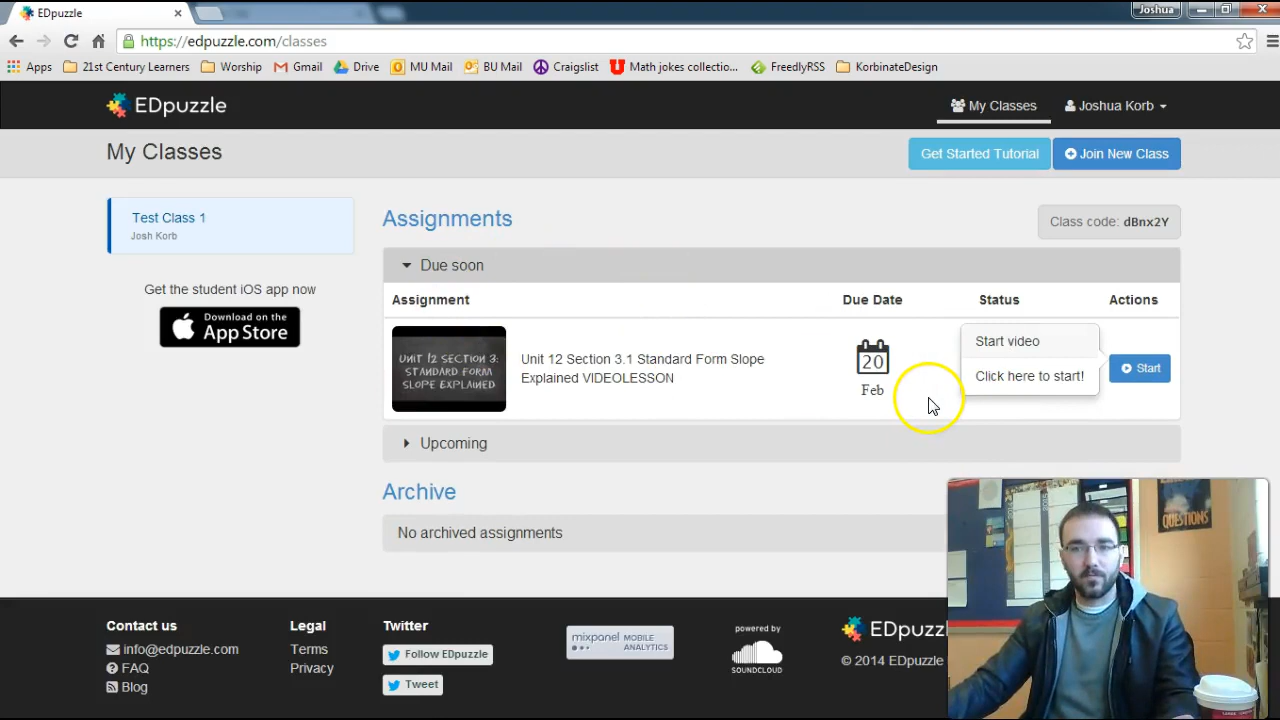 EDpuzzle
Joshua
https://edpuzzle.com/classes
Apps 21st Century Learners Worship Gmail Drive MU Mail BU Mail Craigslist Math jokes collectio... FreedlyRSS KorbinateDesign
EDpuzzle
My Classes
Joshua Korb
My Classes
Get Started Tutorial
Join New Class
Test Class 1
Josh Korb
Get the student iOS app now
Download on the
App Store
Assignments
Class code: dBnx2Y
Due soon
Assignment Due Date Status Actions
UNIT 12 SECTION 3:
STANDARD FORM
SLOPE EXPLAINED
Unit 12 Section 3.1 Standard Form Slope
Explained VIDEOLESSON
20
Feb
Start video
Click here to start!
Start
Upcoming
Archive
No archived assignments
QUESTIONS
Contact us
info@edpuzzle.com
FAQ
Blog
Legal
Terms
Privacy
Twitter
Follow EDpuzzle
Tweet
mixpanel MOBILE
ANALYTICS
powered by
SOUNDCLOUD
EDpuzzl
© 2014 EDpuzzle